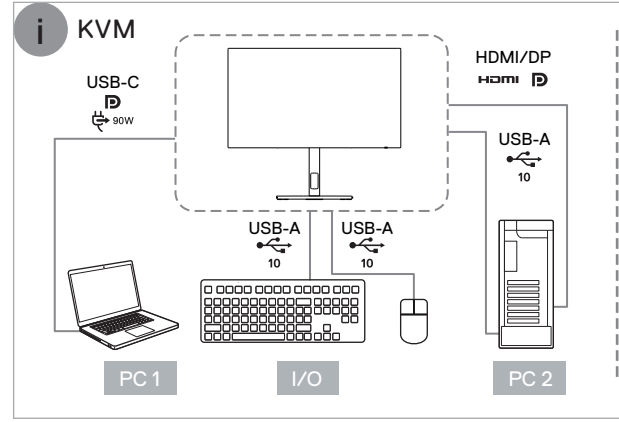 i KVM
USB-C
90W
HDMI/DP
HDMI
USB-A
10
USB-A
10
USB-A
10
PC 1
I/O
PC 2